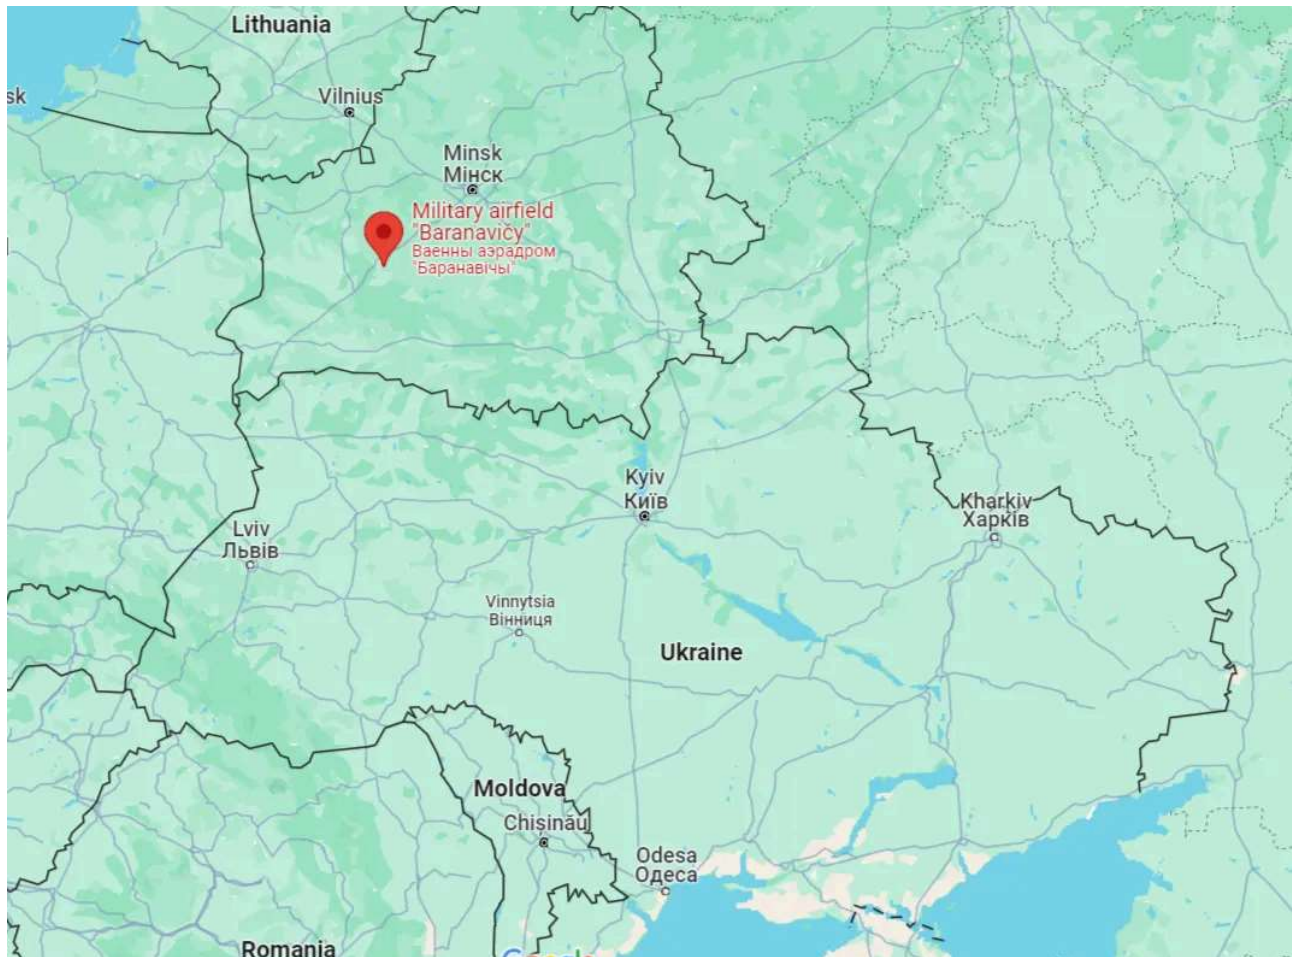 Lithuania
sk
Vilnius
Minsk
Мінск
Military airfield
"Baranavičy"
Ваенны аэрадром
"Баранавічы"
Kyiv
Київ
Kharkiv
Харків
Lviv
Львів
Vinnytsia
Вінниця
Ukraine
Moldova
Chișinău
Odesa
Одеса
Romania
Google